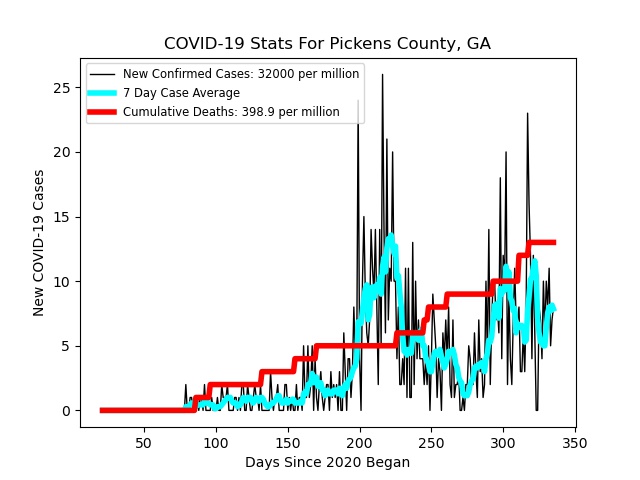 COVID-19 Stats For Pickens County, GA
New Confirmed Cases: 32000 per million
7 Day Case Average
Cumulative Deaths: 398.9 per million
New COVID-19 Cases
25
20
15
10
5
0
50
100
150
200
250
300
350
Days Since 2020 Began